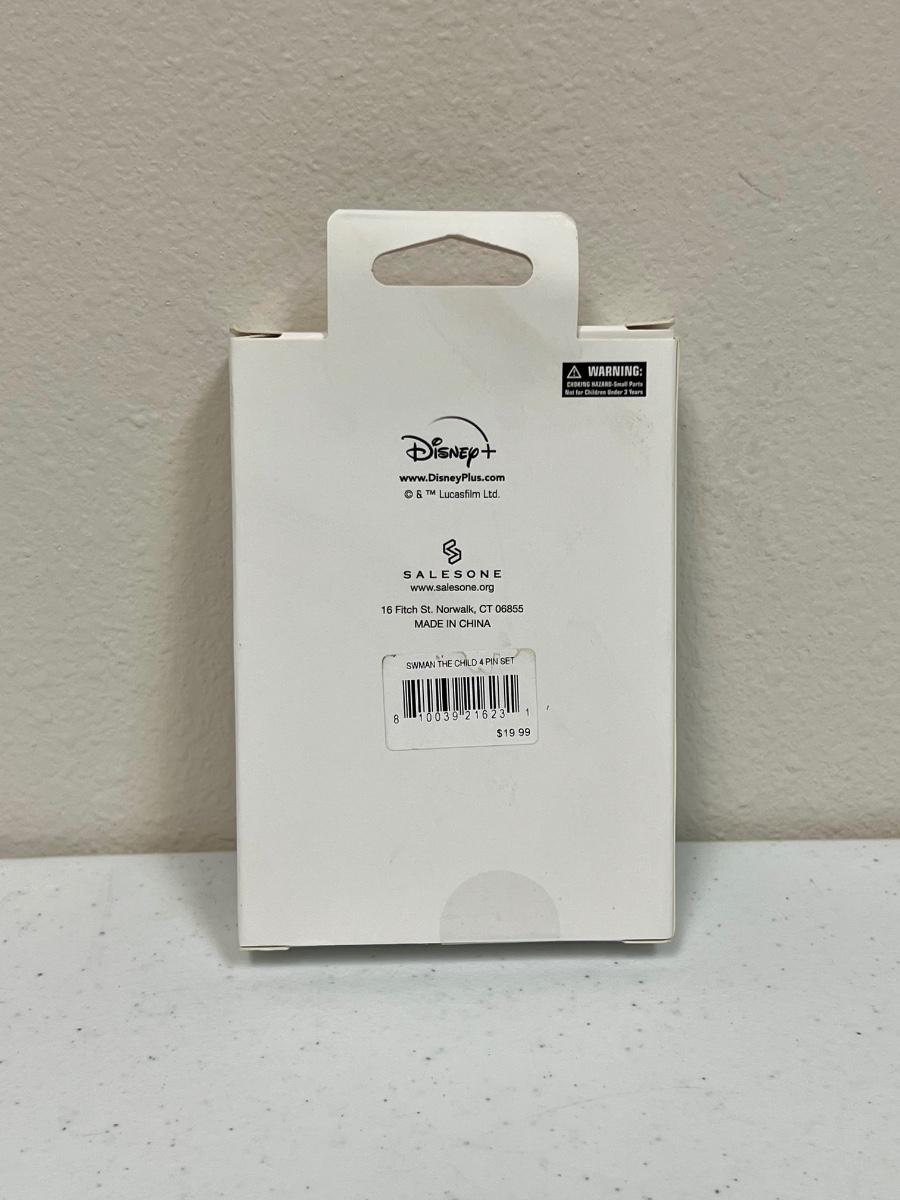 WARNING:
CHOKING HAZARD-Small Parts
Not for Children Under 3 Years
Disney+
www.DisneyPlus.com
© & ™ Lucasfilm Ltd.
SALESONE
www.salesone.org
16 Fitch St. Norwalk, CT 06855
MADE IN CHINA
SWMAN THE CHILD 4 PIN SET
8 10039 21623 1
$19.99